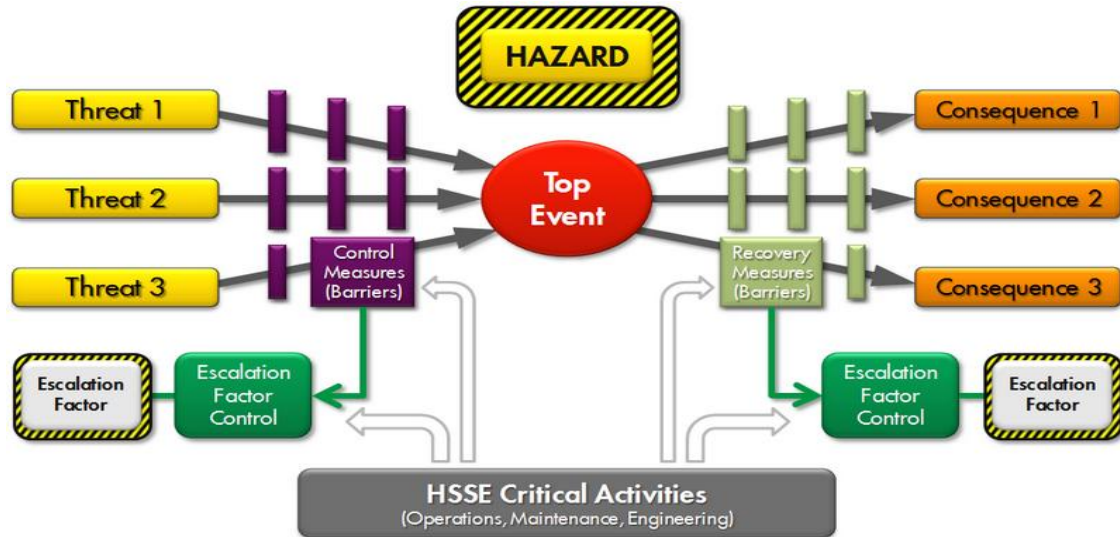 HAZARD
Threat 1
Consequence 1
Threat 2
Top
Event
Consequence 2
Threat 3
Control
Measures
(Barriers)
Recovery
Measures
(Barriers)
Consequence 3
Escalation
Factor
Escalation
Factor
Control
Escalation
Factor
Control
Escalation
Factor
HSSE Critical Activities
(Operations, Maintenance, Engineering)